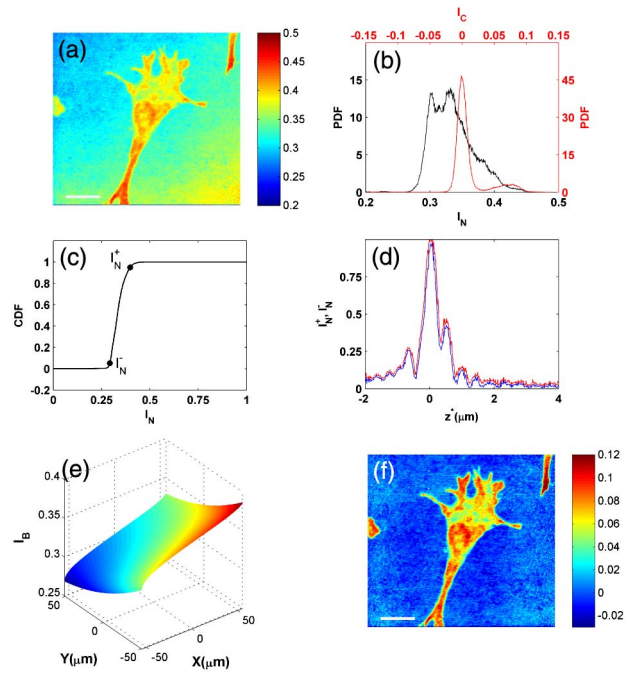 (a)
0.5
0.45
0.4
0.35
0.3
0.25
0.2
I_C
-0.15 -0.1 -0.05 0 0.05 0.1 0.15
(b)
PDF
15
10
5
0
45
30
15
0
PDF
0.2 0.3 0.4 0.5
I_N
(c)
I_N^+
I_N^-
CDF
1
0.8
0.6
0.4
0.2
0
-0.2
0 0.25 0.5 0.75 1
I_N
(d)
I_N^+, I_N^-
0.75
0.5
0.25
0
-2 0 2 4
z*(μm)
(e)
I_B
0.4
0.35
0.3
0.25
50
0
-50
Y(μm)
-50
0
50
X(μm)
(f)
0.12
0.1
0.08
0.06
0.04
0.02
0
-0.02